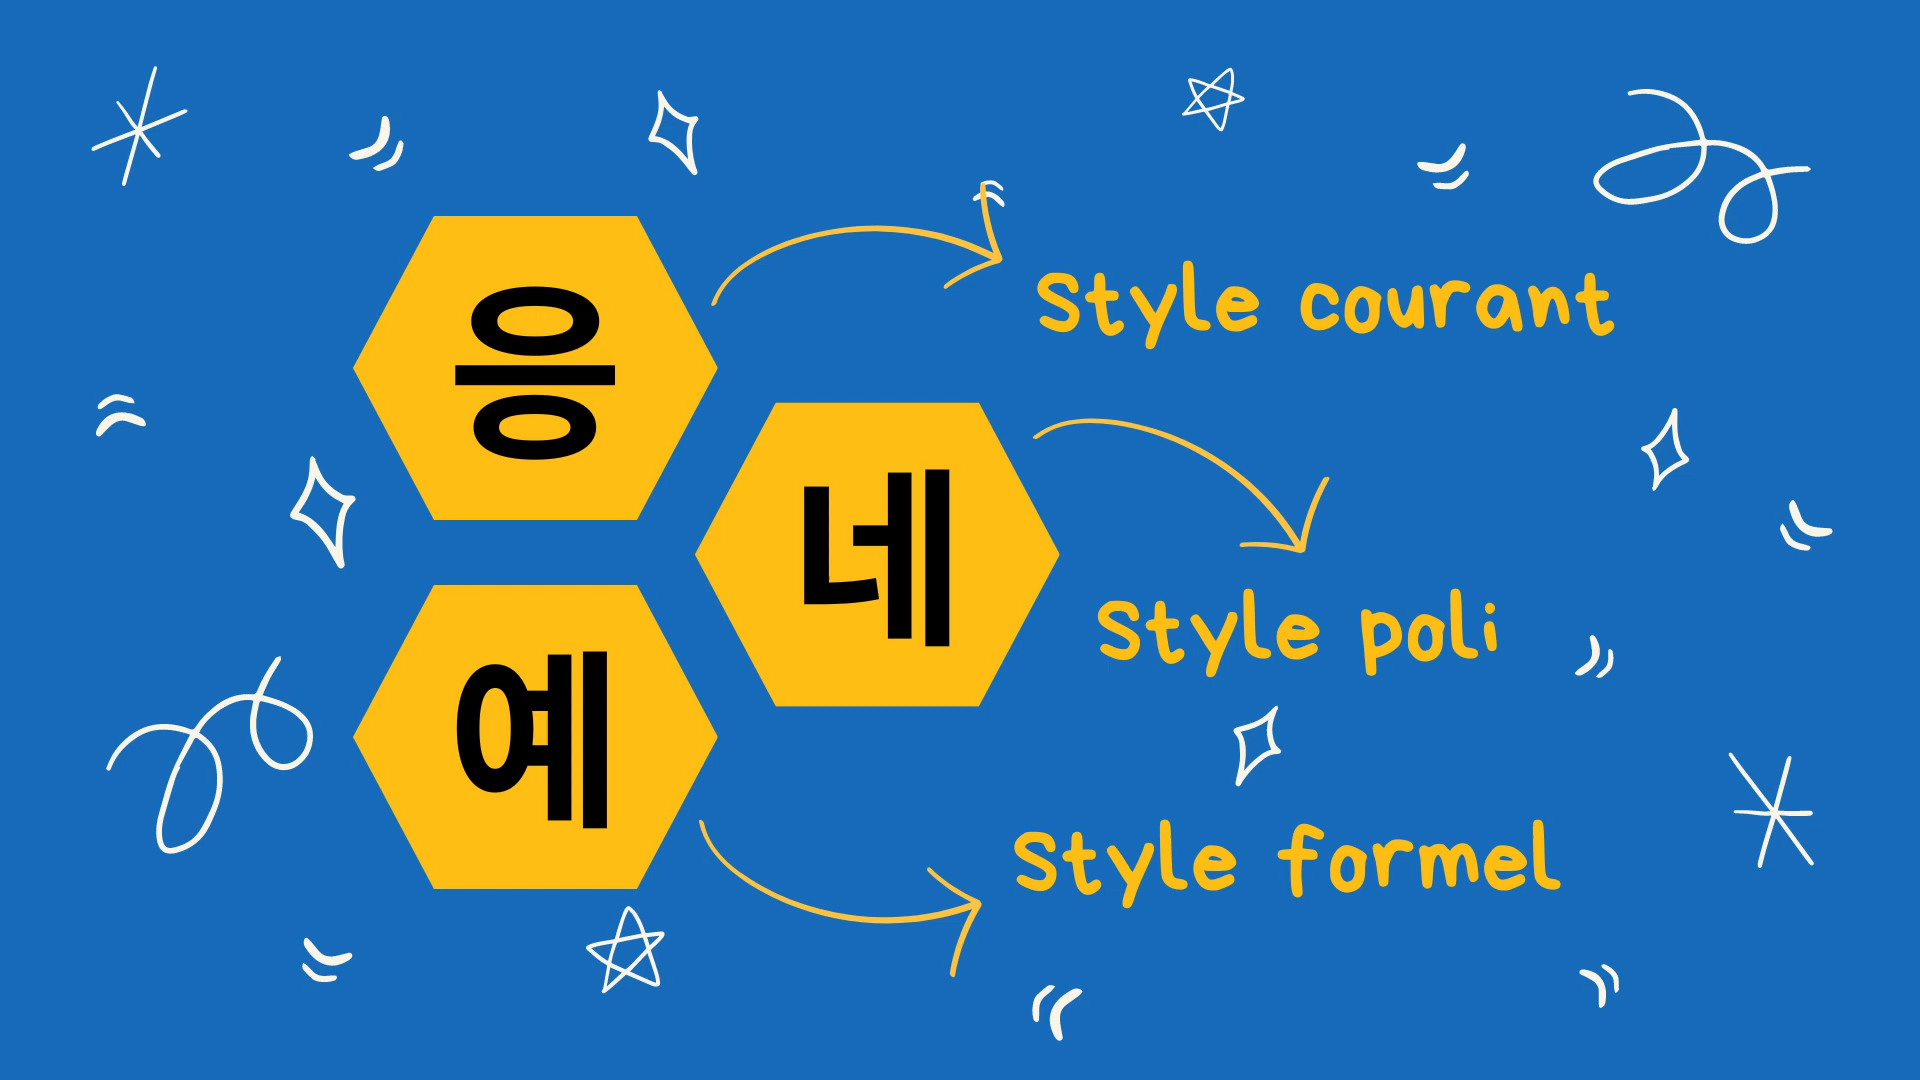 응
Style courant
네
Style poli
예
Style formel